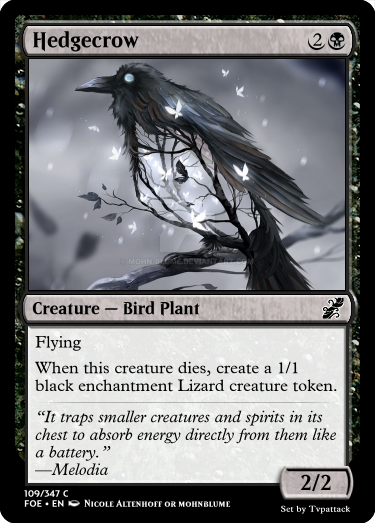 Hedgecrow 2
MOHNBLUME.DEVIANTART
Creature — Bird Plant
Flying
When this creature dies, create a 1/1
black enchantment Lizard creature token.
“It traps smaller creatures and spirits in its
chest to absorb energy directly from them like
a battery.”
—Melodia
2/2
109/347 C
FOE • EN Nicole Altenhoff or mohnblume
Set by Tvpattack